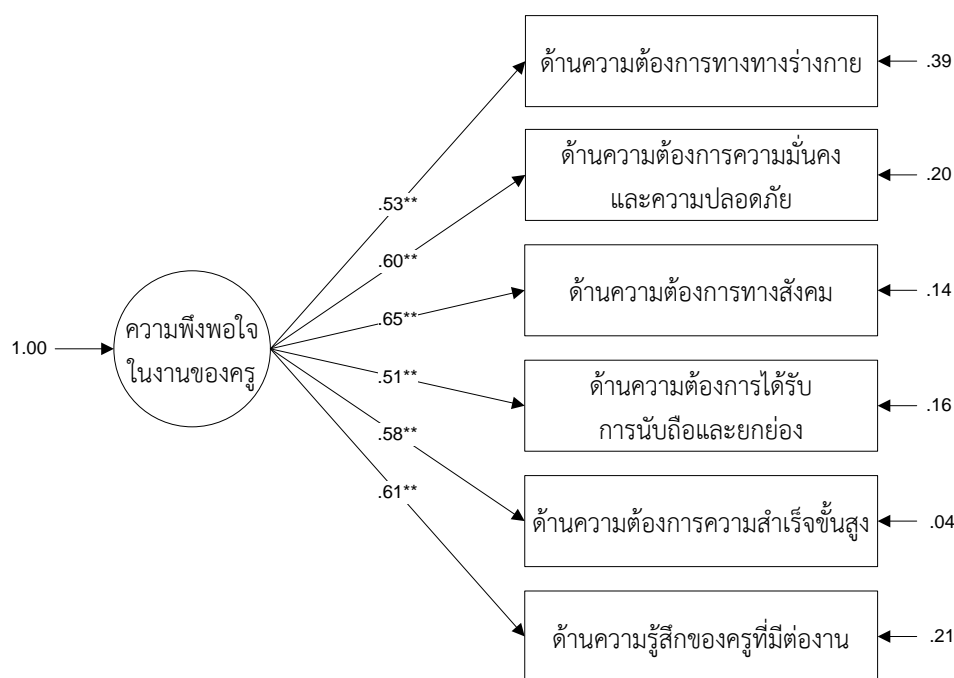 ด้านความต้องการทางทางร่างกาย
.39
ด้านความต้องการความมั่นคง
และความปลอดภัย
.20
.53**
.60**
ด้านความต้องการทางสังคม
.14
.65**
1.00
ความพึงพอใจ
ในงานของครู
.51**
ด้านความต้องการได้รับ
การนับถือและยกย่อง
.16
.58**
.61**
ด้านความต้องการความสำเร็จขั้นสูง
.04
ด้านความรู้สึกของครูที่มีต่องาน
.21